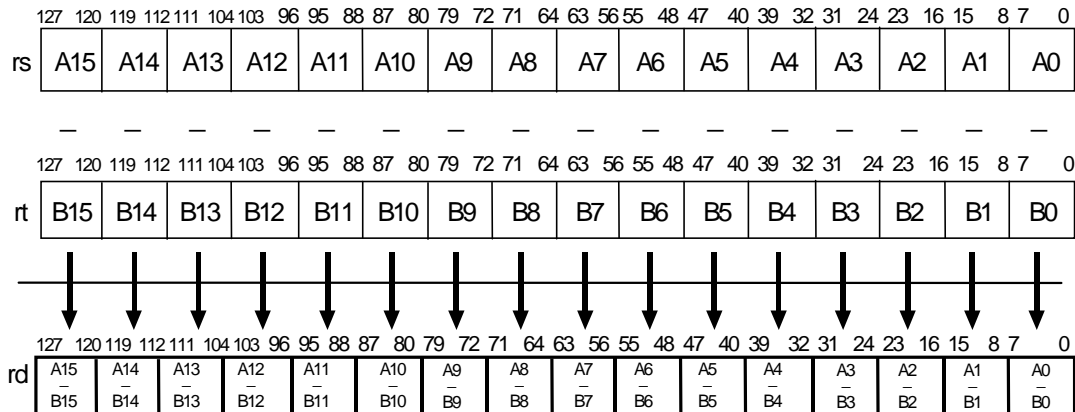 127 120 119 112 111 104 103 96 95 88 87 80 79 72 71 64 63 56 55 48 47 40 39 32 31 24 23 16 15 8 7 0
rs A15 A14 A13 A12 A11 A10 A9 A8 A7 A6 A5 A4 A3 A2 A1 A0
– – – – – – – – – – – – – – – –
127 120 119 112 111 104 103 96 95 88 87 80 79 72 71 64 63 56 55 48 47 40 39 32 31 24 23 16 15 8 7 0
rt B15 B14 B13 B12 B11 B10 B9 B8 B7 B6 B5 B4 B3 B2 B1 B0
127 120 119 112 111 104 103 96 95 88 87 80 79 72 71 64 63 56 55 48 47 40 39 32 31 24 23 16 15 8 7 0
rd A15 A14 A13 A12 A11 A10 A9 A8 A7 A6 A5 A4 A3 A2 A1 A0
– – – – – – – – – – – – – – – –
B15 B14 B13 B12 B11 B10 B9 B8 B7 B6 B5 B4 B3 B2 B1 B0